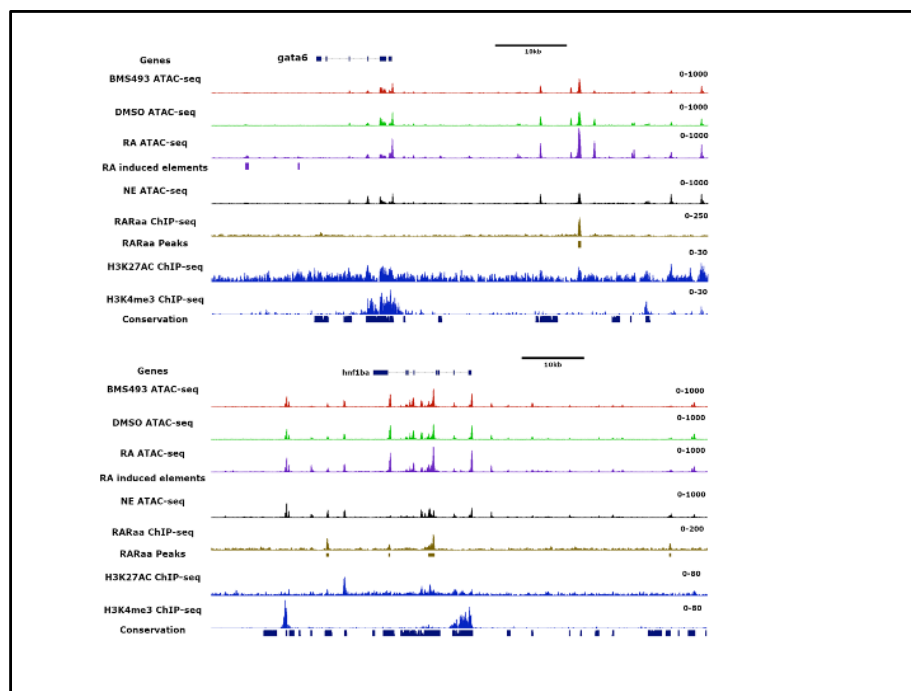 10kb
Genes gata6
BMS493 ATAC-seq 0-1000
DMSO ATAC-seq 0-1000
RA ATAC-seq 0-1000
RA induced elements
NE ATAC-seq 0-1000
RARaa ChIP-seq 0-250
RARaa Peaks
H3K27AC ChIP-seq 0-30
H3K4me3 ChIP-seq 0-30
Conservation
10kb
Genes hnf1ba
BMS493 ATAC-seq 0-1000
DMSO ATAC-seq 0-1000
RA ATAC-seq 0-1000
RA induced elements
NE ATAC-seq 0-1000
RARaa ChIP-seq 0-200
RARaa Peaks
H3K27AC ChIP-seq 0-80
H3K4me3 ChIP-seq 0-80
Conservation